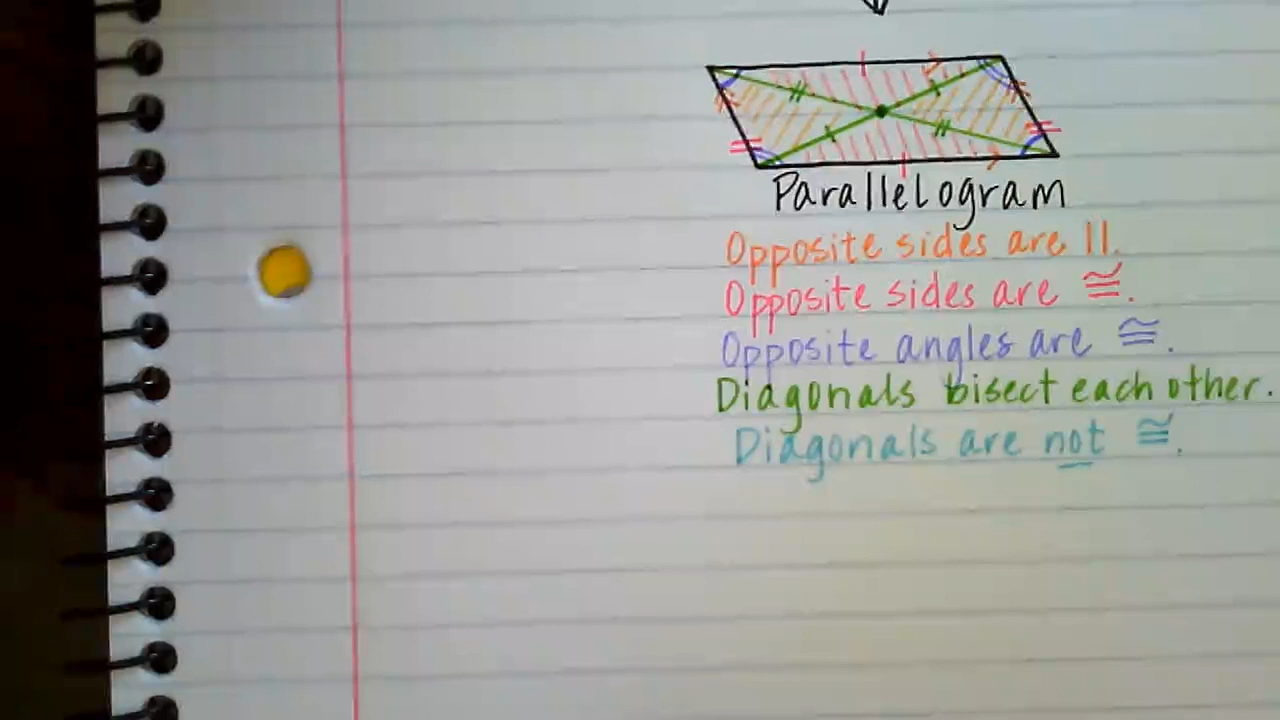 Parallelogram
Opposite sides are ||.
Opposite sides are ≅.
Opposite angles are ≅.
Diagonals bisect each other.
Diagonals are not ≅.